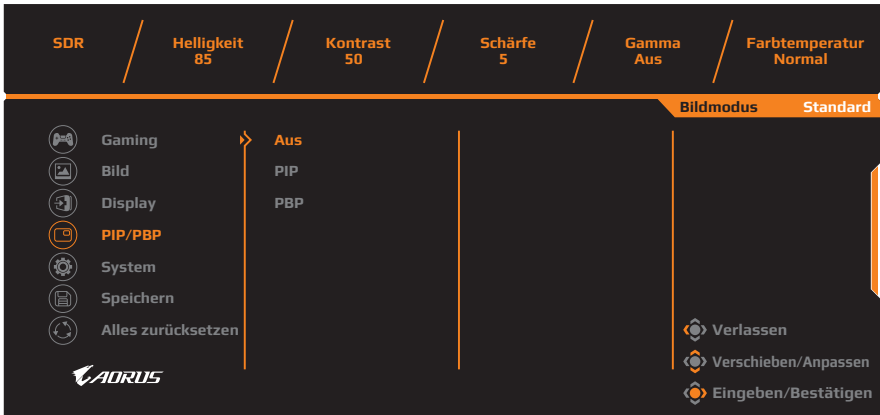 SDR Helligkeit Kontrast Schärfe Gamma Farbtemperatur
85 50 5 Aus Normal
Bildmodus Standard
Gaming Aus
Bild PIP
Display PBP
PIP/PBP
System
Speichern
Alles zurücksetzen
Verlassen
Verschieben/Anpassen
Eingeben/Bestätigen
AORUS